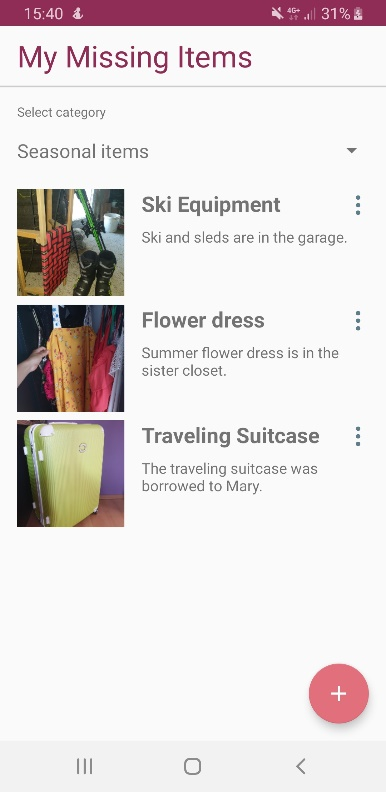 15:40 4G+ 31%
My Missing Items
Select category
Seasonal items
Ski Equipment
Ski and sleds are in the garage.
Flower dress
Summer flower dress is in the
sister closet.
Traveling Suitcase
The traveling suitcase was
borrowed to Mary.
+